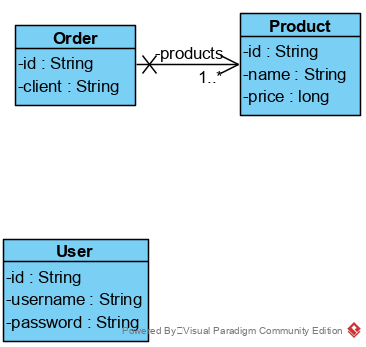 Order
-id : String
-client : String
-products
1..*
Product
-id : String
-name : String
-price : long
User
-id : String
-username : String
-password : String
Powered By Visual Paradigm Community Edition